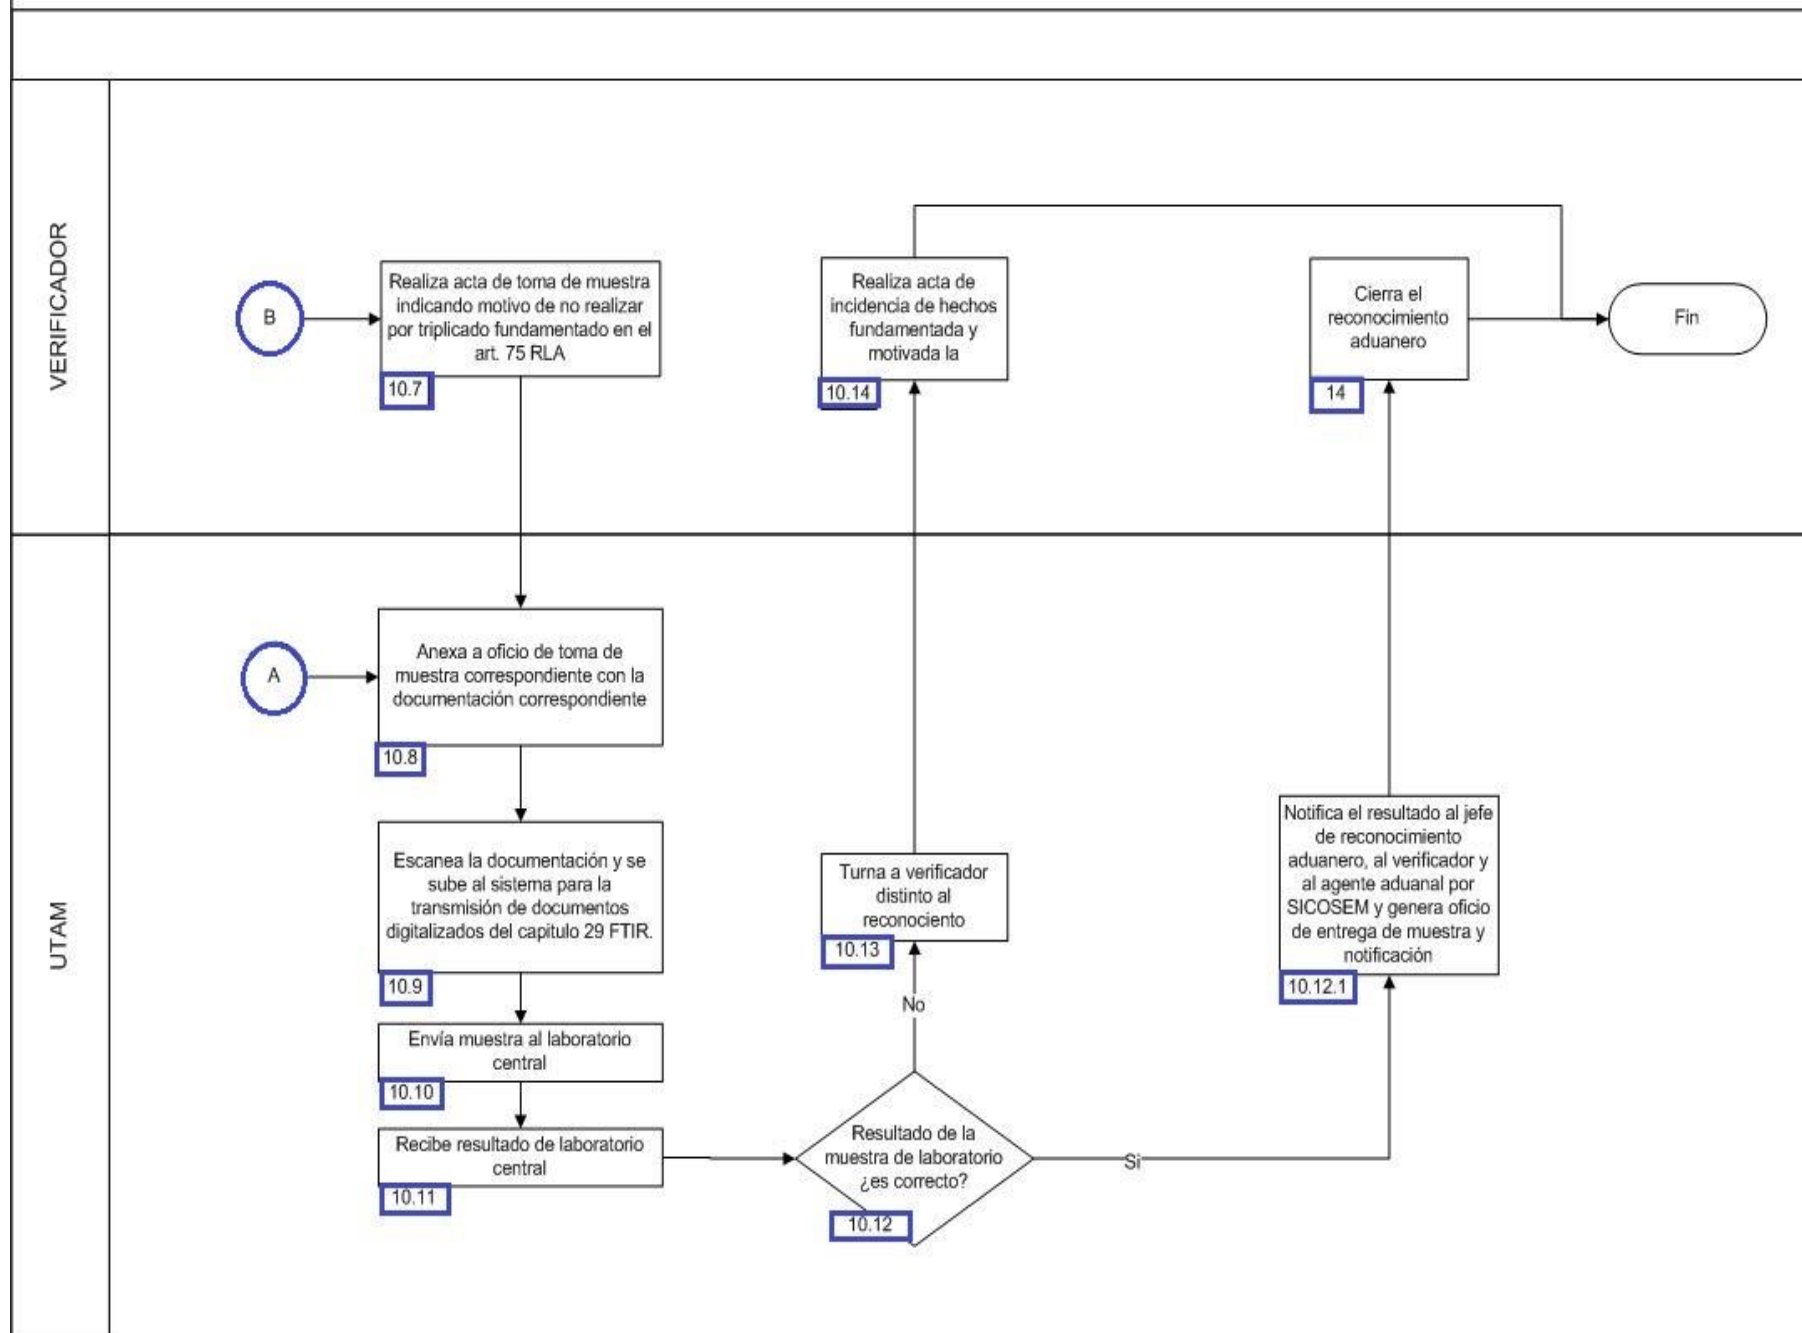 VERIFICADOR
B
Realiza acta de toma de muestra
indicando motivo de no realizar
por triplicado fundamentado en el
art. 75 RLA
10.7
Realiza acta de
incidencia de hechos
fundamentada y
motivada la
10.14
Cierra el
reconocimiento
aduanero
14
Fin
UTAM
A
Anexa a oficio de toma de
muestra correspondiente con la
documentación correspondiente
10.8
Escanea la documentación y se
sube al sistema para la
transmisión de documentos
digitalizados del capitulo 29 FTIR.
10.9
Envía muestra al laboratorio
central
10.10
Recibe resultado de laboratorio
central
10.11
Resultado de la
muestra de laboratorio
¿es correcto?
10.12
No
Turna a verificador
distinto al
reconociento
10.13
Si
Notifica el resultado al jefe
de reconocimiento
aduanero, al verificador y
al agente aduanal por
SICOSEM y genera oficio
de entrega de muestra y
notificación
10.12.1